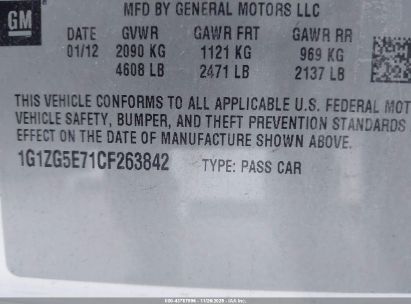 MFD BY GENERAL MOTORS LLC
GM
DATE GVWR GAWR FRT GAWR RR
01/12 2090 KG 1121 KG 969 KG
4608 LB 2471 LB 2137 LB
THIS VEHICLE CONFORMS TO ALL APPLICABLE U.S. FEDERAL MOT
VEHICLE SAFETY, BUMPER, AND THEFT PREVENTION STANDARDS
EFFECT ON THE DATE OF MANUFACTURE SHOWN ABOVE.
1G1ZG5E71CF263842 TYPE: PASS CAR